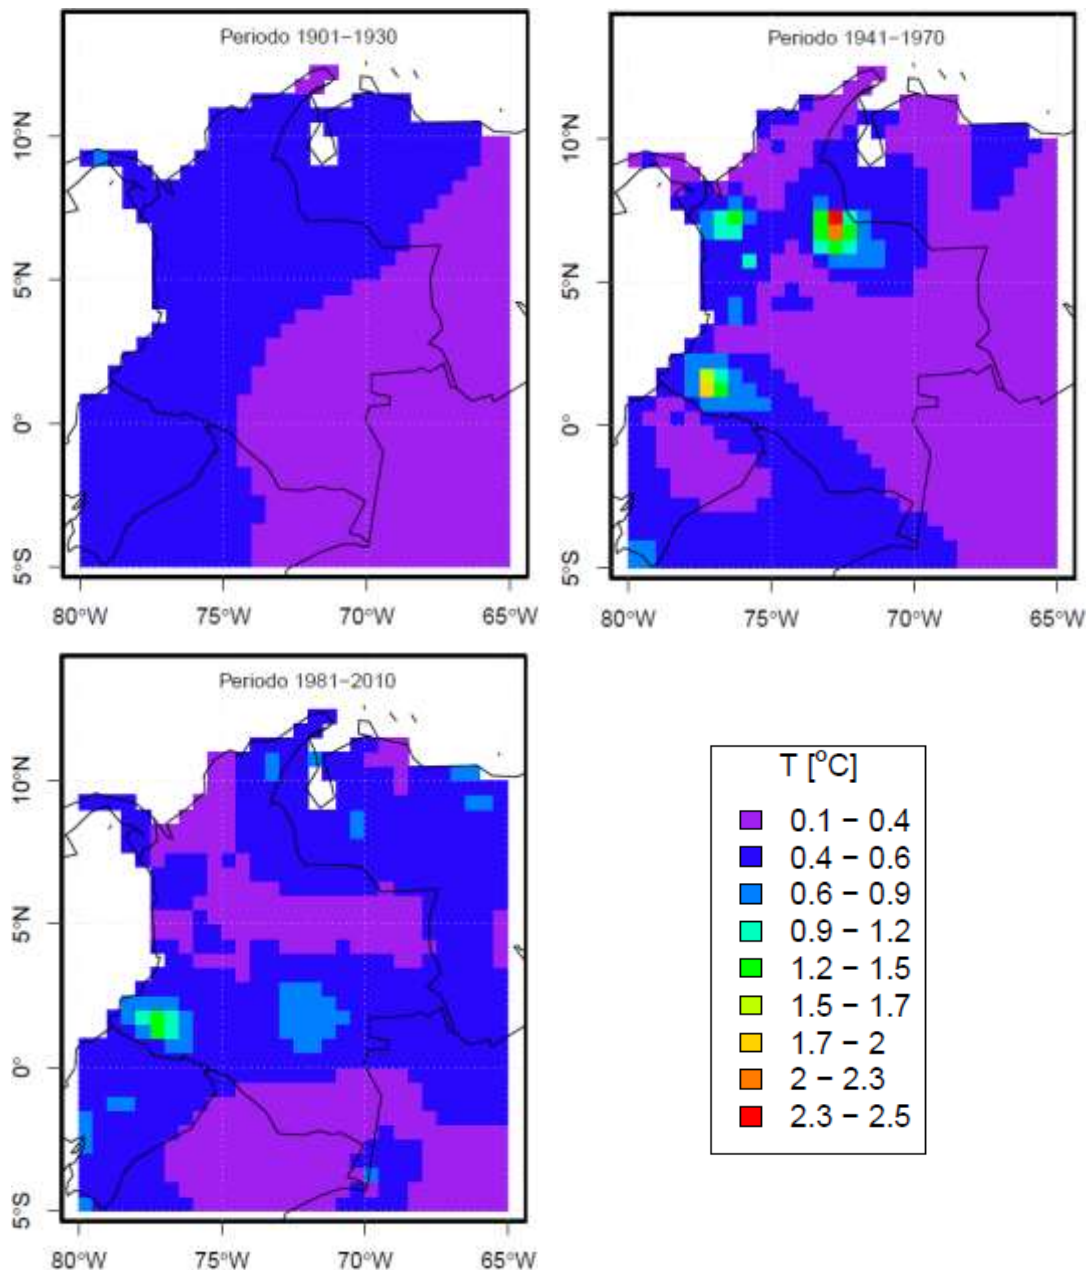 Periodo 1901−1930
10°N
5°N
0°
5°S
80°W 75°W 70°W 65°W
Periodo 1941−1970
10°N
5°N
0°
5°S
80°W 75°W 70°W 65°W
Periodo 1981−2010
10°N
5°N
0°
5°S
80°W 75°W 70°W 65°W
T [°C]
0.1 − 0.4
0.4 − 0.6
0.6 − 0.9
0.9 − 1.2
1.2 − 1.5
1.5 − 1.7
1.7 − 2
2 − 2.3
2.3 − 2.5